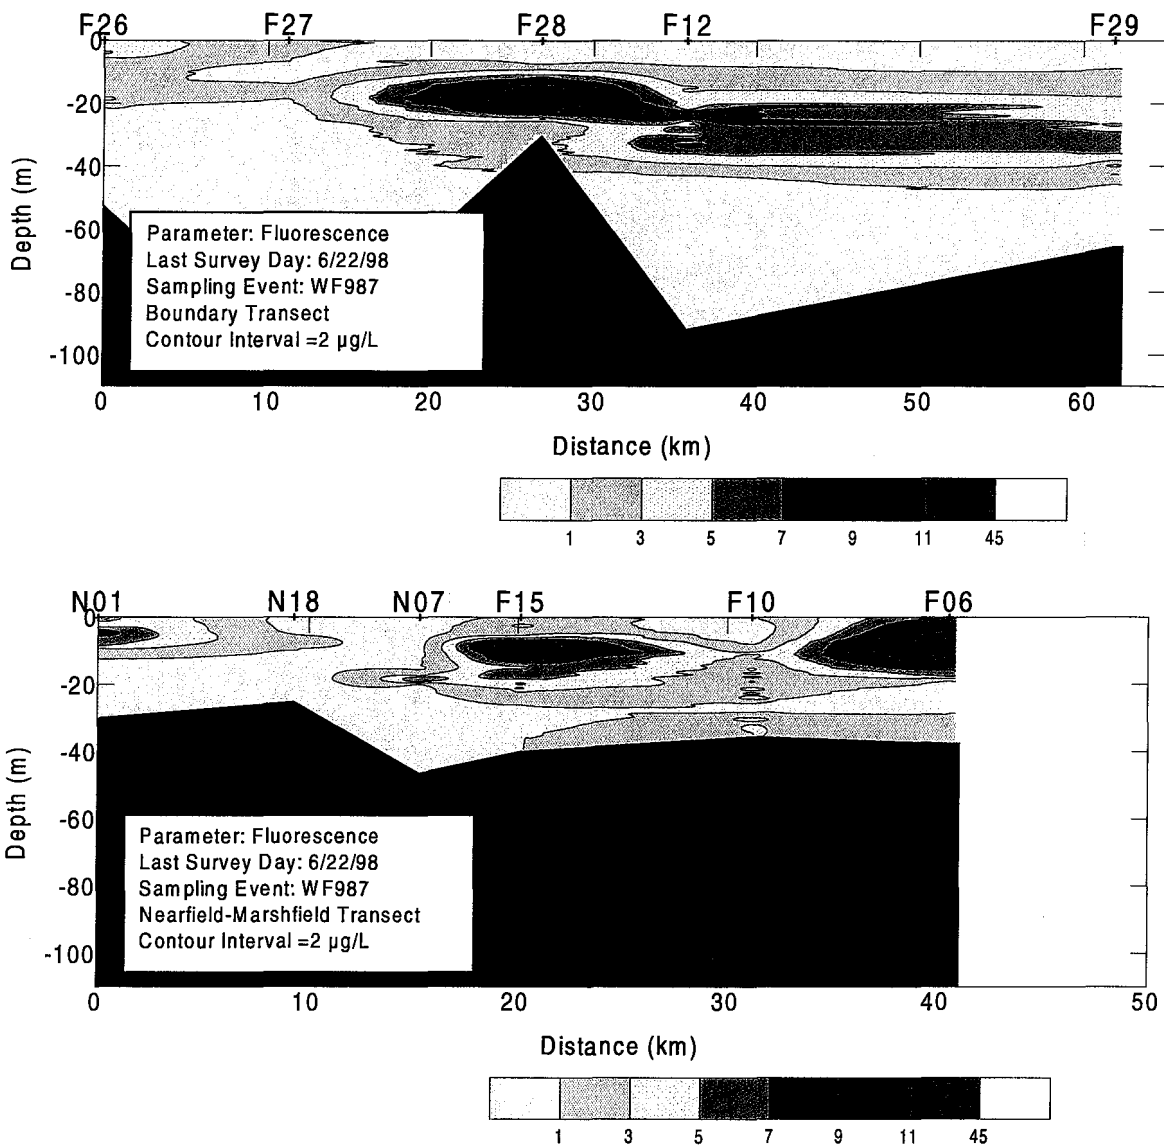 F26 F27 F28 F12 F29
0
-20
-40
-60
-80
-100
Depth (m)
Parameter: Fluorescence
Last Survey Day: 6/22/98
Sampling Event: WF987
Boundary Transect
Contour Interval =2 µg/L
0 10 20 30 40 50 60
Distance (km)
1 3 5 7 9 11 45
N01 N18 N07 F15 F10 F06
0
-20
-40
-60
-80
-100
Depth (m)
Parameter: Fluorescence
Last Survey Day: 6/22/98
Sampling Event: WF987
Nearfield-Marshfield Transect
Contour Interval =2 µg/L
0 10 20 30 40 50
Distance (km)
1 3 5 7 9 11 45